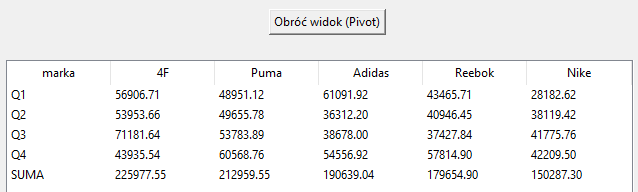 Obróć widok (Pivot)
marka 4F Puma Adidas Reebok Nike
Q1 56906.71 48951.12 61091.92 43465.71 28182.62
Q2 53953.66 49655.78 36312.20 40946.45 38119.42
Q3 71181.64 53783.89 38678.00 37427.84 41775.76
Q4 43935.54 60568.76 54556.92 57814.90 42209.50
SUMA 225977.55 212959.55 190639.04 179654.90 150287.30